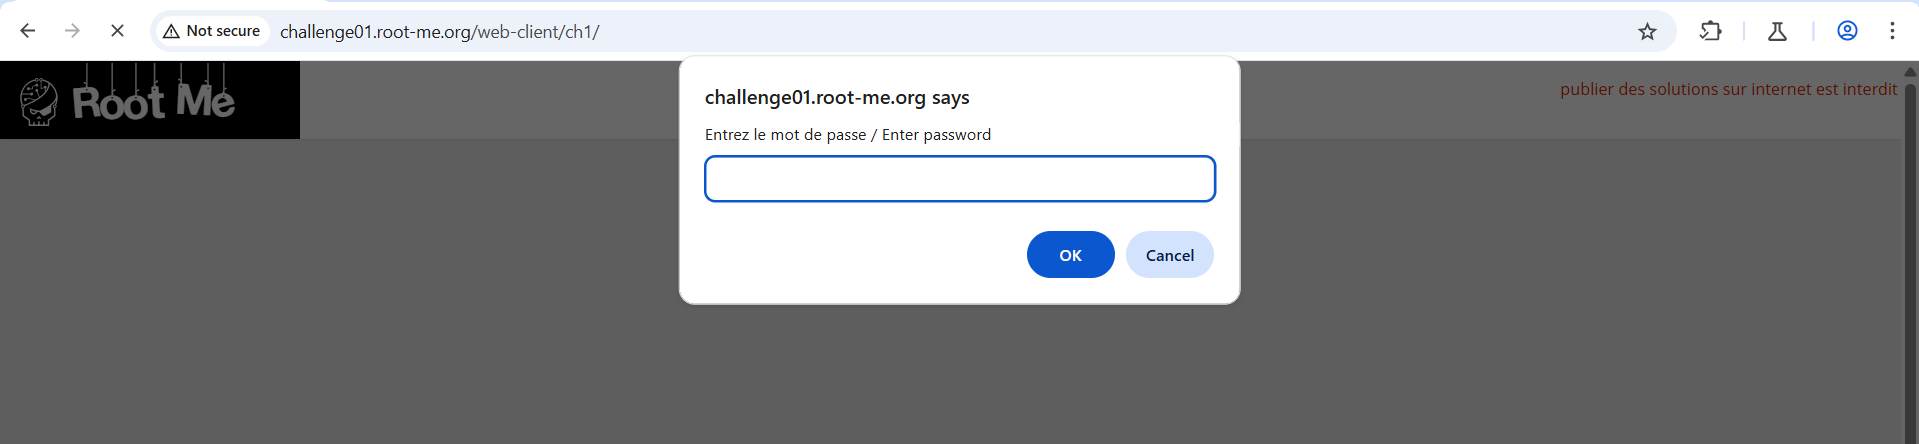 Not secure
challenge01.root-me.org/web-client/ch1/
Root Me
publier des solutions sur internet est interdit
challenge01.root-me.org says
Entrez le mot de passe / Enter password
OK
Cancel